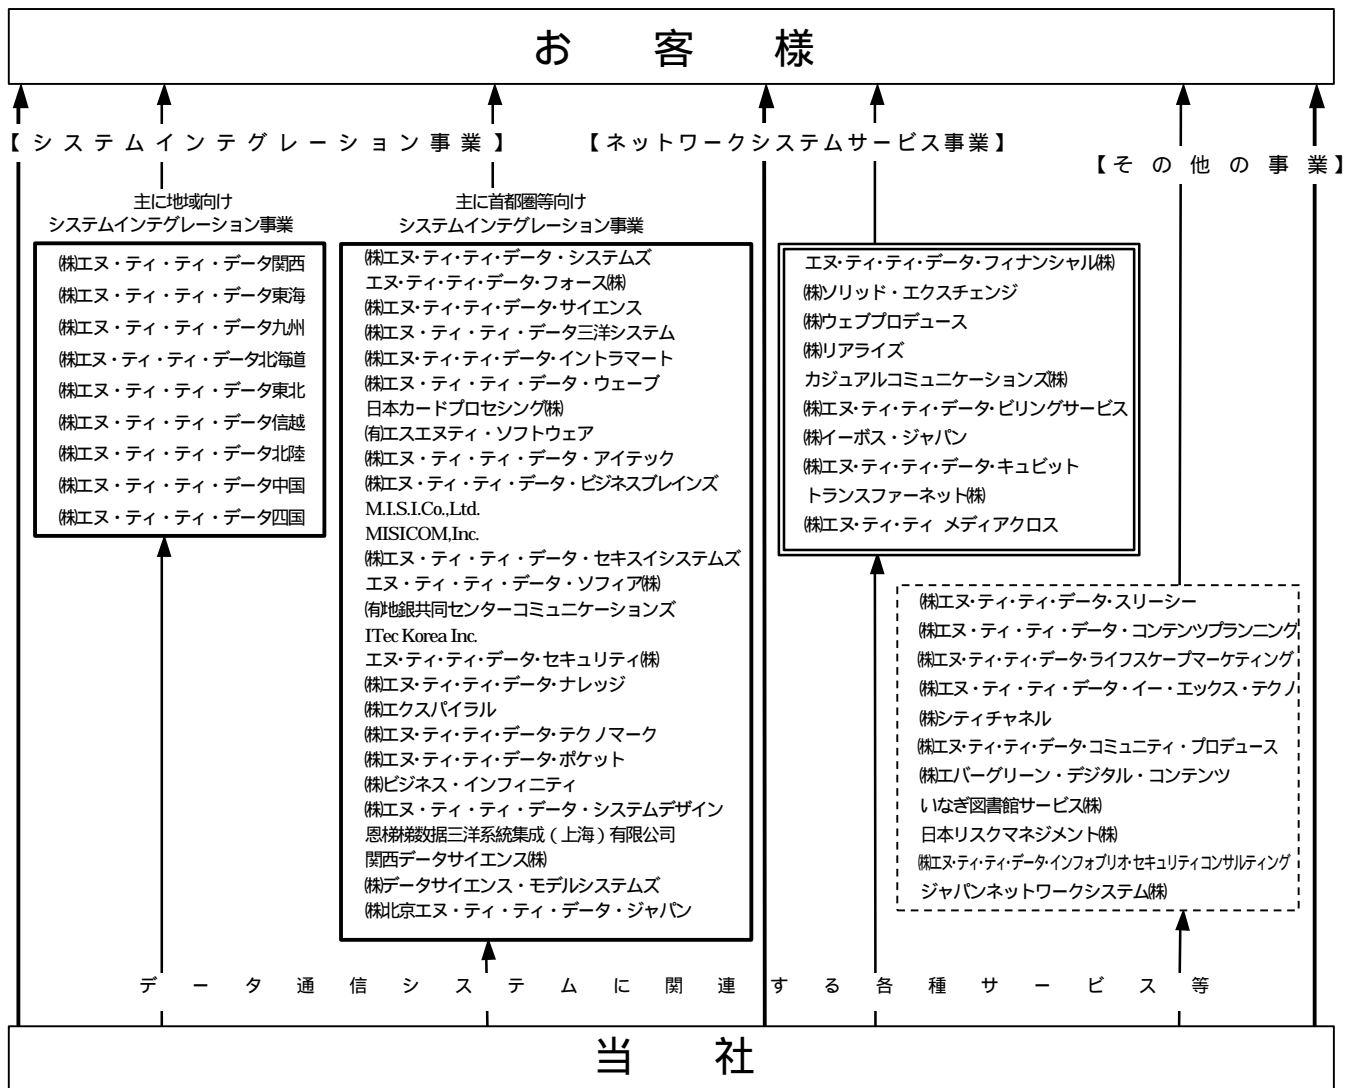 お客様
【システムインテグレーション事業】
【ネットワークシステムサービス事業】
【その他の事業】
主に地域向け
システムインテグレーション事業
㈱エヌ・ティ・ティ・データ関西
㈱エヌ・ティ・ティ・データ東海
㈱エヌ・ティ・ティ・データ九州
㈱エヌ・ティ・ティ・データ北海道
㈱エヌ・ティ・ティ・データ東北
㈱エヌ・ティ・ティ・データ信越
㈱エヌ・ティ・ティ・データ北陸
㈱エヌ・ティ・ティ・データ中国
㈱エヌ・ティ・ティ・データ四国
主に首都圏等向け
システムインテグレーション事業
㈱エヌ・ティ・ティ・データ・システムズ
エヌ・ティ・ティ・データ・フォース㈱
㈱エヌ・ティ・ティ・データ・サイエンス
㈱エヌ・ティ・ティ・データ三洋システム
㈱エヌ・ティ・ティ・データ・イントラマート
㈱エヌ・ティ・ティ・データ・ウェーブ
日本カードプロセシング㈱
㈲エスエヌティ・ソフトウェア
㈱エヌ・ティ・ティ・データ・アイテック
㈱エヌ・ティ・ティ・データ・ビジネスブレインズ
M.I.S.I.Co.,Ltd.
MISICOM,Inc.
㈱エヌ・ティ・ティ・データ・セキスイシステムズ
エヌ・ティ・ティ・データ・ソフィア㈱
㈲地銀共同センターコミュニケーションズ
ITec Korea Inc.
エヌ・ティ・ティ・データ・セキュリティ㈱
㈱エヌ・ティ・ティ・データ・ナレッジ
㈱エクスパイラル
㈱エヌ・ティ・ティ・データ・テクノマーク
㈱エヌ・ティ・ティ・データ・ポケット
㈱ビジネス・インフィニティ
㈱エヌ・ティ・ティ・データ・システムデザイン
恩梯梯数据三洋系統集成（上海）有限公司
関西データサイエンス㈱
㈱データサイエンス・モデルシステムズ
㈱北京エヌ・ティ・ティ・データ・ジャパン
エヌ・ティ・ティ・データ・フィナンシャル㈱
㈱ソリッド・エクスチェンジ
㈱ウェブプロデュース
㈱リアライズ
カジュアルコミュニケーションズ㈱
㈱エヌ・ティ・ティ・データ・ビリングサービス
㈱イーボス・ジャパン
㈱エヌ・ティ・ティ・データ・キュビット
トランスファーネット㈱
㈱エヌ・ティ・ティ メディアクロス
㈱エヌ・ティ・ティ・データ・スリーシー
㈱エヌ・ティ・ティ・データ・コンテンツプランニング
㈱エヌ・ティ・ティ・データ・ライフスケープマーケティング
㈱エヌ・ティ・ティ・データ・イー・エックス・テクノ
㈱シティチャネル
㈱エヌ・ティ・ティ・データ・コミュニティ・プロデュース
㈱エバーグリーン・デジタル・コンテンツ
いなぎ図書館サービス㈱
日本リスクマネジメント㈱
㈱エヌ・ティ・ティ・データ・インフォブリオ・セキュリティコンサルティング
ジャパンネットワークシステム㈱
データ通信システムに関連する各種サービス等
当社